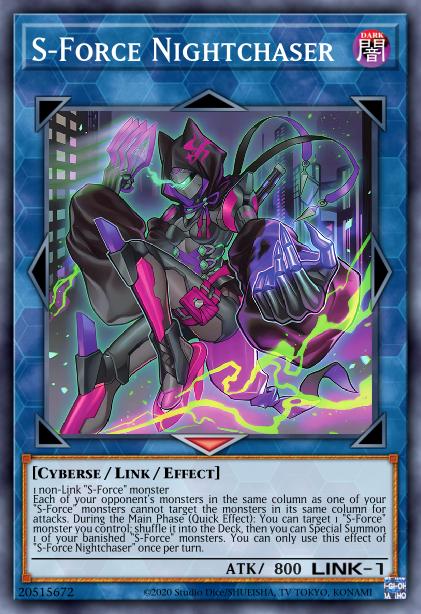 S-Force Nightchaser
DARK
闇
[Cyberse / Link / Effect]
1 non-Link "S-Force" monster
Each of your opponent's monsters in the same column as one of your
"S-Force" monsters cannot target the monsters in its same column for
attacks. During the Main Phase (Quick Effect): You can target 1 "S-Force"
monster you control; shuffle it into the Deck, then you can Special Summon
1 of your banished "S-Force" monsters. You can only use this effect of
"S-Force Nightchaser" once per turn.
ATK/ 800 LINK-1
20515672 ©2020 Studio Dice/SHUEISHA, TV TOKYO, KONAMI